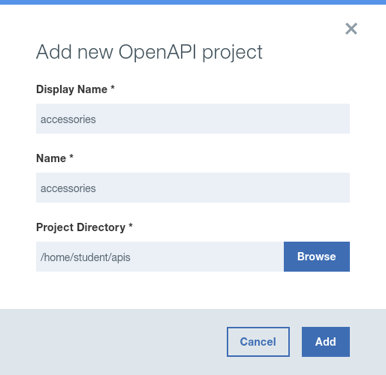 Add new OpenAPI project
Display Name *
accessories
Name *
accessories
Project Directory *
/home/student/apis
Browse
Cancel
Add